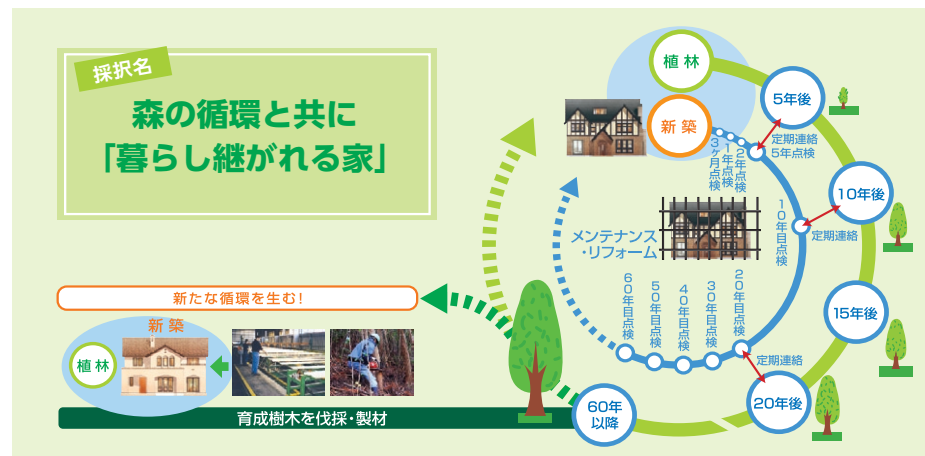 採択名
森の循環と共に
「暮らし継がれる家」
植林
新築
3ヶ月点検
1年点検
2年点検
5年後
定期連絡
5年点検
10年後
定期連絡
10年目点検
15年後
メンテナンス
・リフォーム
20年目点検
30年目点検
40年目点検
50年目点検
60年目点検
定期連絡
20年後
60年
以降
新たな循環を生む!
新築
植林
育成樹木を伐採・製材